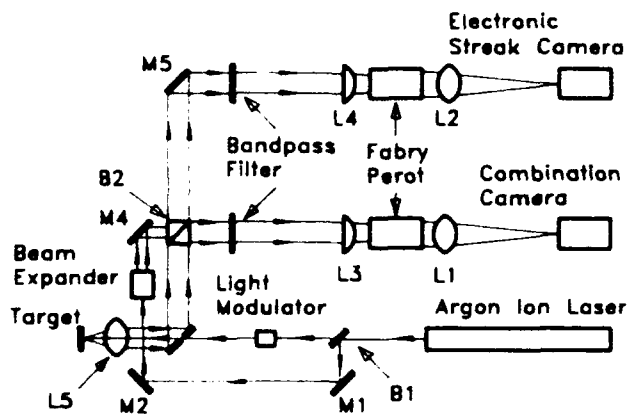 Electronic
Streak Camera
M5
L4
L2
Bandpass
Filter
Fabry
Perot
B2
Combination
Camera
M4
Beam
Expander
L3
L1
Light
Modulator
Target
Argon Ion Laser
L5
M2
M1
B1